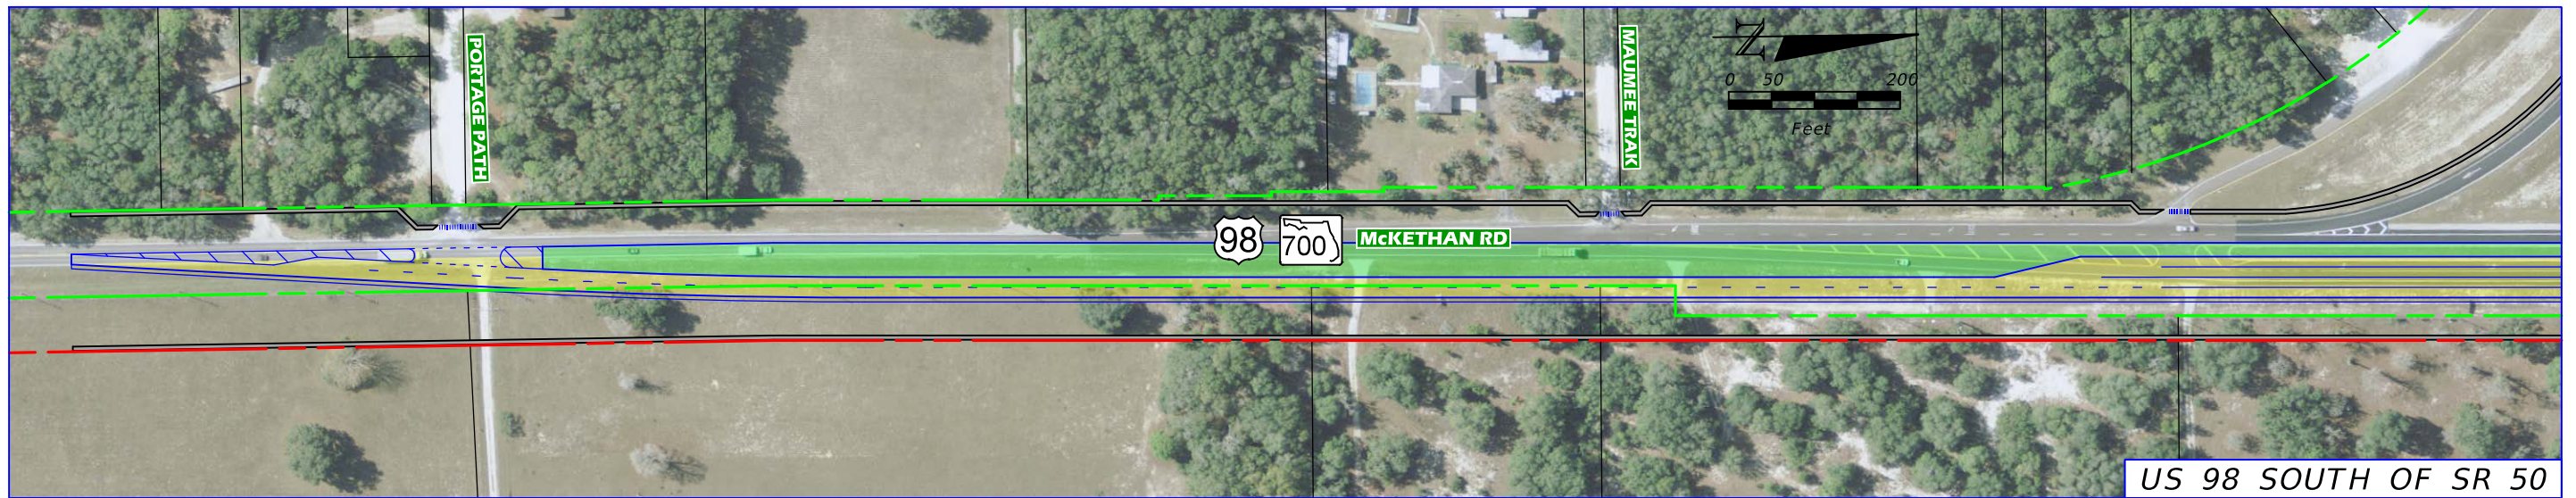 PORTAGE PATH
MAUMEE TRAK
N
0 50 200
Feet
98
700
McKETHAN RD
US 98 SOUTH OF SR 50